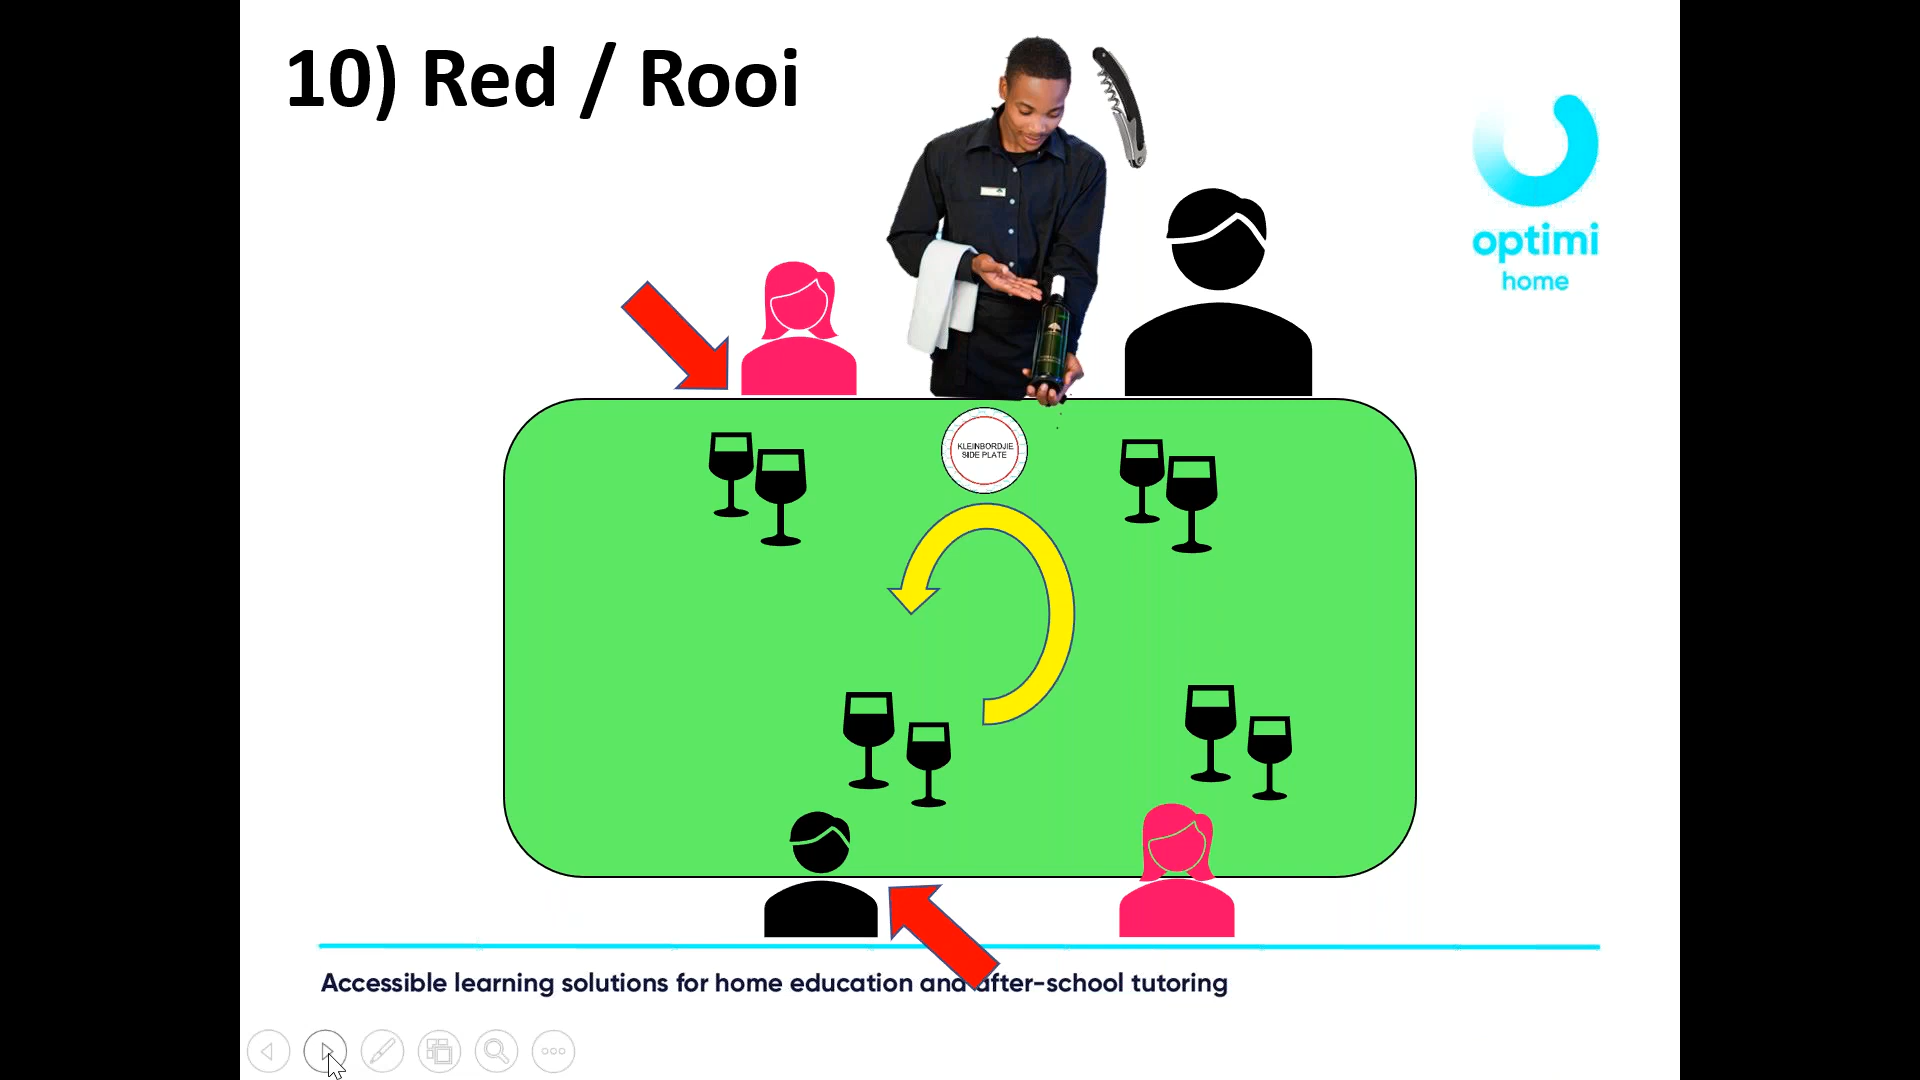 10) Red / Rooi
optimi
home
KLEINBORDJIE
SIDE PLATE
Accessible learning solutions for home education and after-school tutoring